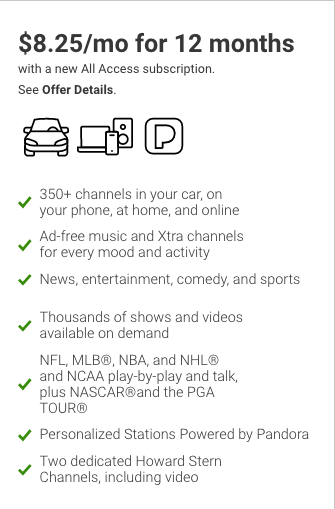 $8.25/mo for 12 months
with a new All Access subscription.
See Offer Details.
P
350+ channels in your car, on
your phone, at home, and online
Ad-free music and Xtra channels
for every mood and activity
News, entertainment, comedy, and sports
Thousands of shows and videos
available on demand
NFL, MLB®, NBA, and NHL®
and NCAA play-by-play and talk,
plus NASCAR®and the PGA
TOUR®
Personalized Stations Powered by Pandora
Two dedicated Howard Stern
Channels, including video